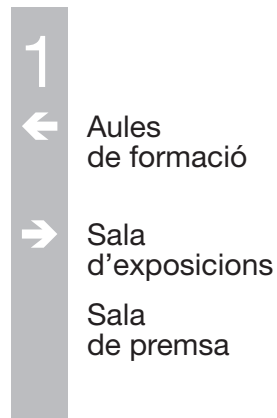 1
← Aules
de formació
→ Sala
d’exposicions
Sala
de premsa